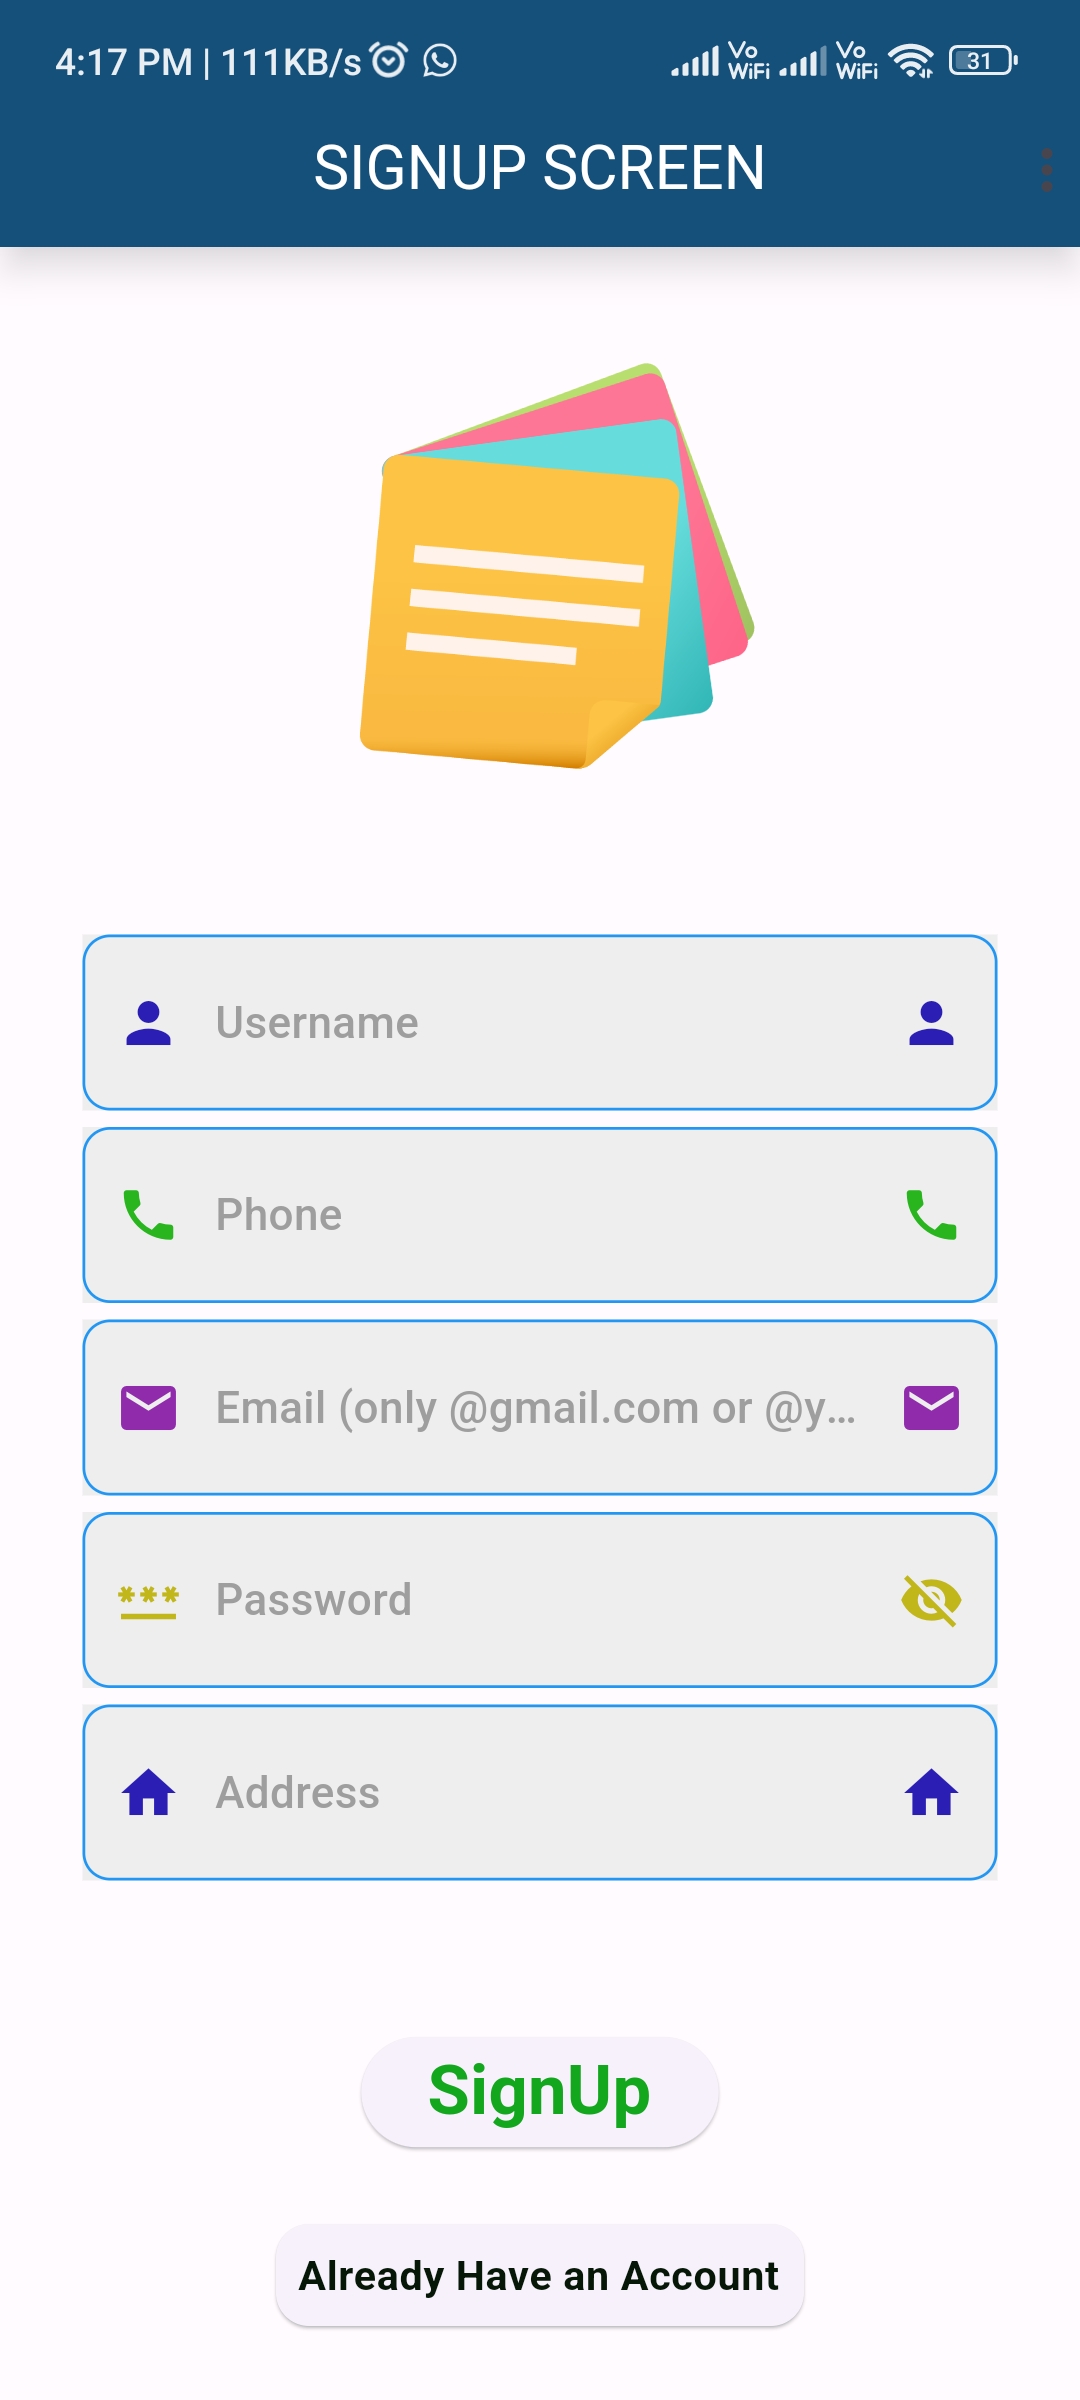 4:17 PM | 111KB/s Vo WiFi Vo WiFi 31
SIGNUP SCREEN
Username
Phone
Email (only @gmail.com or @y...
***
Password
Address
SignUp
Already Have an Account